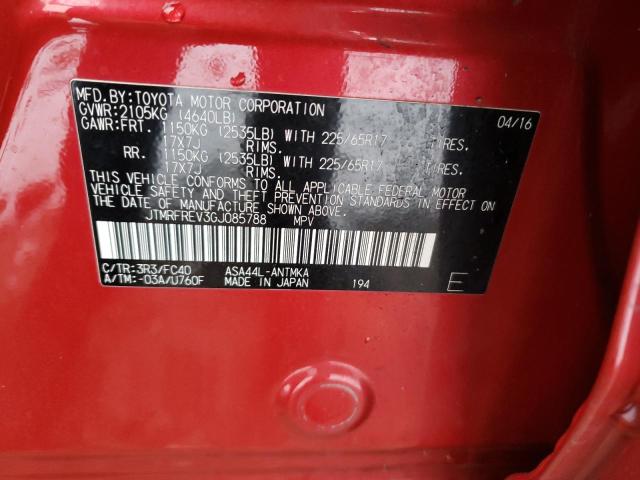 MFD. BY: TOYOTA MOTOR CORPORATION 04/16
GVWR: 2105KG (4640LB)
GAWR: FRT. 1150KG (2535LB) WITH 225/65R17 TIRES.
17X7J RIMS.
RR. 1150KG (2535LB) WITH 225/65R17 TIRES.
17X7J RIMS.
THIS VEHICLE CONFORMS TO ALL APPLICABLE FEDERAL MOTOR
VEHICLE SAFETY AND THEFT PREVENTION STANDARDS IN EFFECT ON
THE DATE OF MANUFACTURE SHOWN ABOVE.
JTMRFREV3GJ085788 MPV
C/TR: 3R3/FC40 ASA44L-ANTMKA
A/TM: -03A/U760F MADE IN JAPAN 194 E